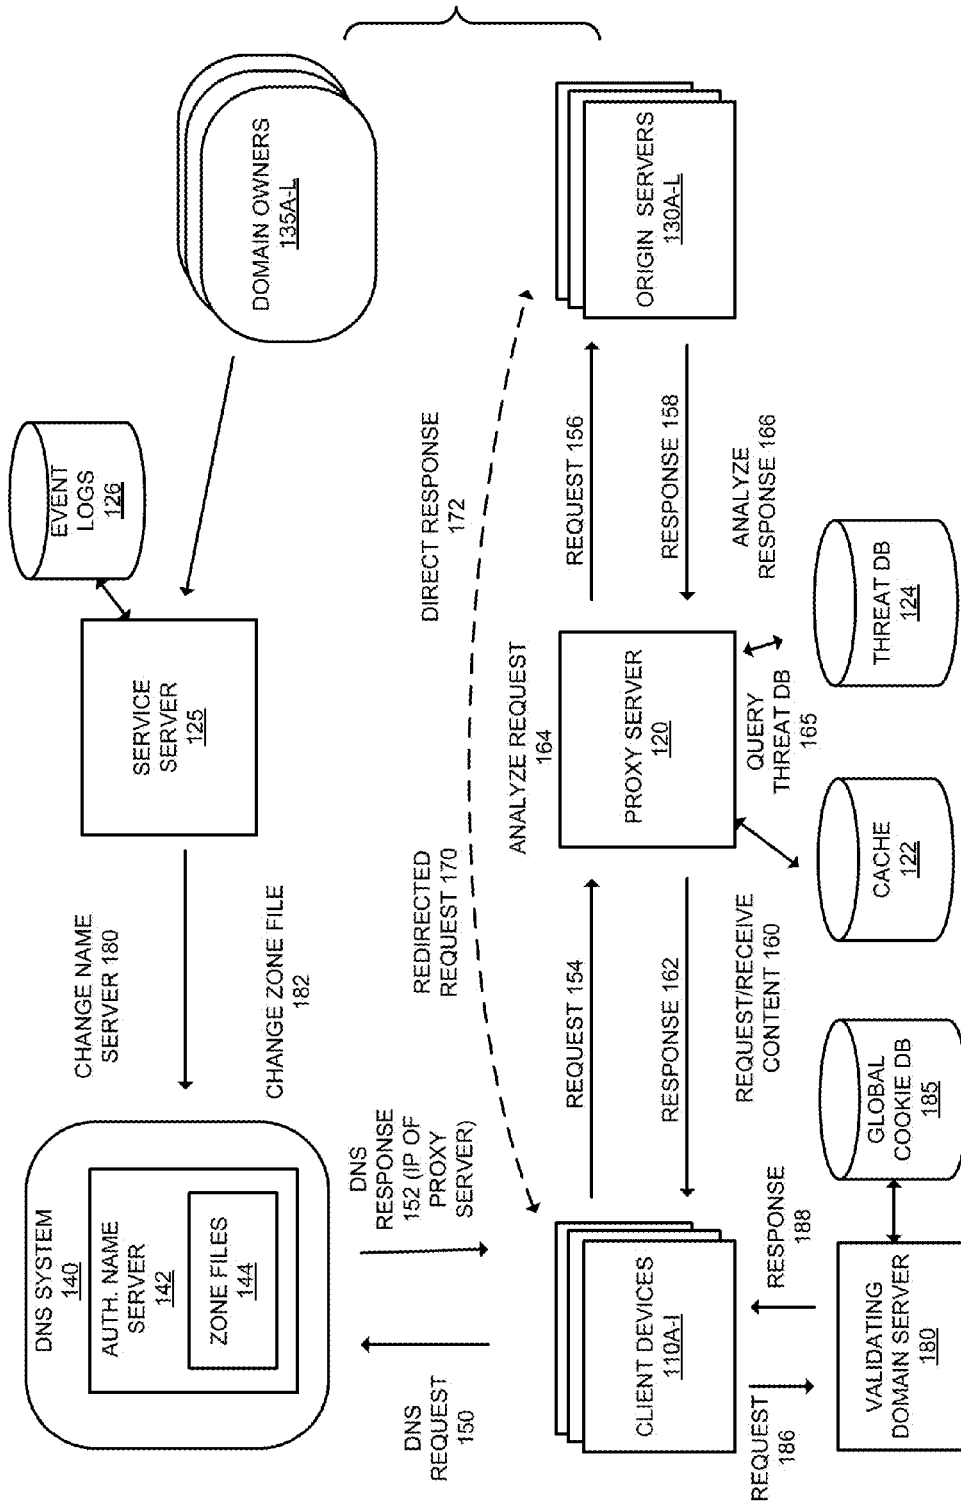 DNS SYSTEM
140
AUTH. NAME
SERVER
142
ZONE FILES
144
CHANGE NAME
SERVER 180
CHANGE ZONE FILE
182
SERVICE
SERVER
125
EVENT
LOGS
126
DOMAIN OWNERS
135A-L
DNS
REQUEST
150
DNS
RESPONSE
152 (IP OF
PROXY
SERVER)
REDIRECTED
REQUEST 170
DIRECT RESPONSE
172
ANALYZE REQUEST
164
CLIENT DEVICES
110A-I
REQUEST 154
RESPONSE 162
PROXY SERVER
120
REQUEST 156
RESPONSE 158
ORIGIN SERVERS
130A-L
REQUEST
186
RESPONSE
188
REQUEST/RECEIVE
CONTENT 160
QUERY
THREAT DB
165
ANALYZE
RESPONSE 166
VALIDATING
DOMAIN SERVER
180
GLOBAL
COOKIE DB
185
CACHE
122
THREAT DB
124